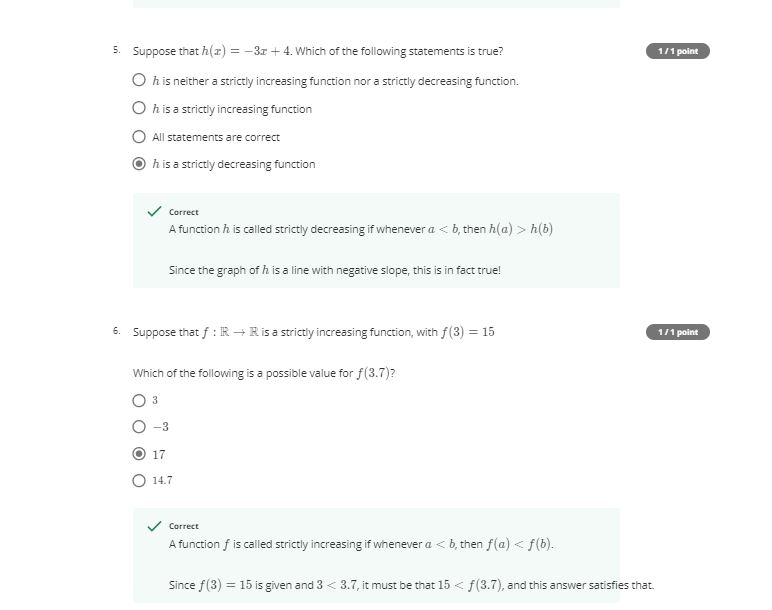 5. Suppose that h(x) = −3x + 4. Which of the following statements is true? 1 / 1 point
h is neither a strictly increasing function nor a strictly decreasing function.
h is a strictly increasing function
All statements are correct
h is a strictly decreasing function
Correct
A function h is called strictly decreasing if whenever a < b, then h(a) > h(b)
Since the graph of h is a line with negative slope, this is in fact true!
6. Suppose that f : ℝ → ℝ is a strictly increasing function, with f(3) = 15 1 / 1 point
Which of the following is a possible value for f(3.7)?
3
−3
17
14.7
Correct
A function f is called strictly increasing if whenever a < b, then f(a) < f(b).
Since f(3) = 15 is given and 3 < 3.7, it must be that 15 < f(3.7), and this answer satisfies that.